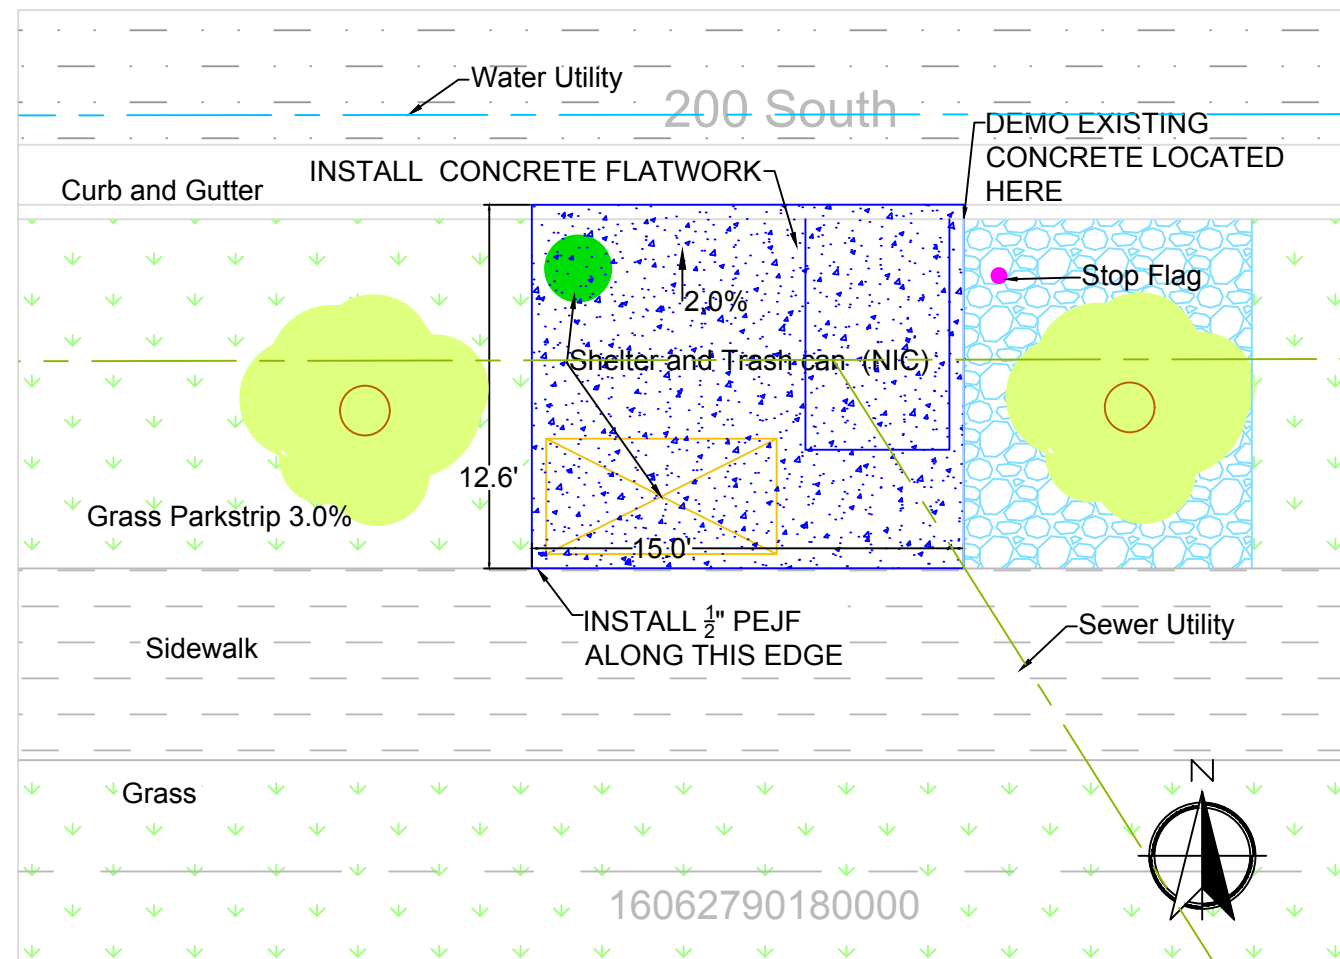 Water Utility
200 South
DEMO EXISTING
CONCRETE LOCATED
HERE
INSTALL CONCRETE FLATWORK
Curb and Gutter
Stop Flag
2.0%
Shelter and Trash can (NIC)
12.6'
Grass Parkstrip 3.0%
15.0'
INSTALL ½" PEJF
ALONG THIS EDGE
Sewer Utility
Sidewalk
N
Grass
16062790180000